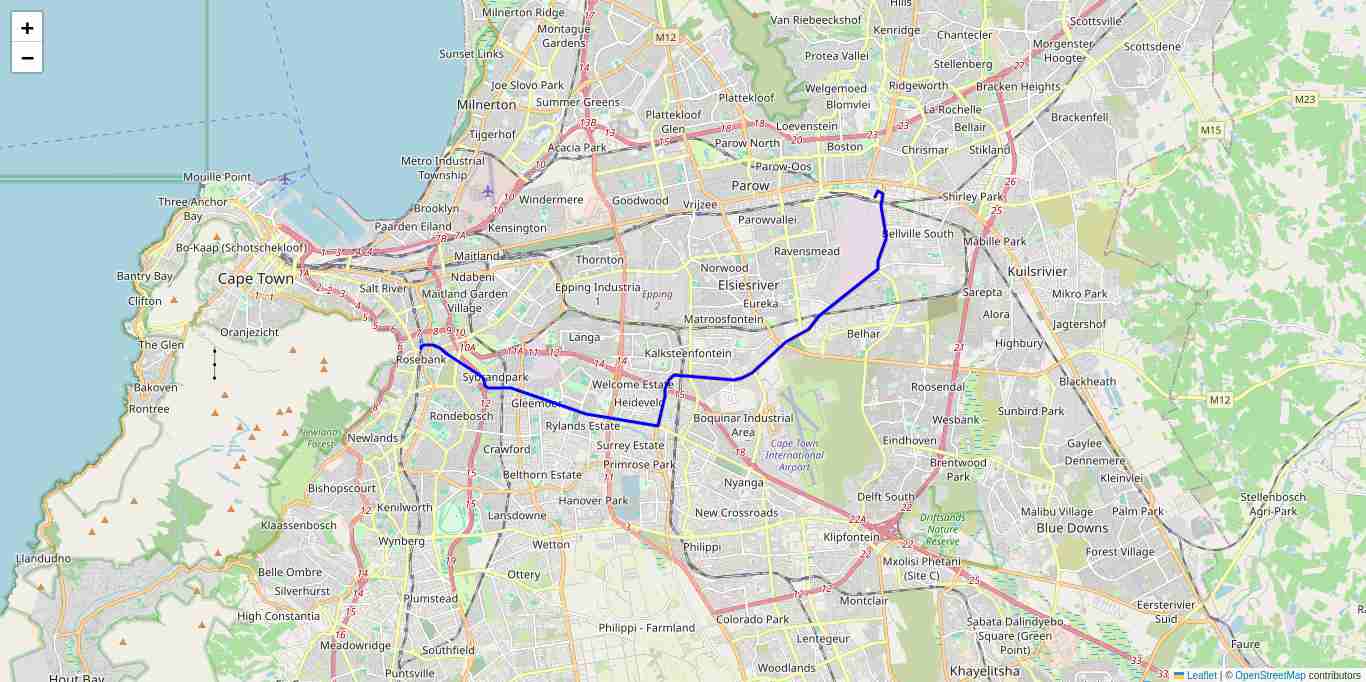 +
−
Milnerton Ridge
Montague
Gardens
M12
Van Riebeeckshof
Hills
Kenridge
Chantecler
Scottsville
Morgenster
Hoogte
Scottsdene
Sunset Links
Protea Vallei
Stellenberg
Joe Slovo Park
Welgemoed
Ridgeworth
Bracken Heights
Milnerton
Summer Greens
Plattekloof
Blomvlei
La Rochelle
M23
Plattekloof
Glen
Loevenstein
Bellair
Brackenfell
M15
Tijgerhof
Acacia Park
Parow North
Boston
Chrismar
Stikland
Metro Industrial
Township
Parow-Oos
Mouille Point
Parow
Three Anchor
Bay
Brooklyn
Windermere
Goodwood
Vrijzee
Shirley Park
Paarden Eiland
Kensington
Parowvallei
Bellville South
Mabille Park
Bo-Kaap (Schotschekloof)
Maitland
Thornton
Ravensmead
Bantry Bay
Cape Town
Ndabeni
Norwood
Kuilsrivier
Salt River
Maitland Garden
Village
Epping Industria
1
Epping
2
Elsiesriver
Clifton
Eureka
Sarepta
Mikro Park
Oranjezicht
Matroosfontein
Alora
Jagtershof
The Glen
Langa
Belhar
Highbury
Rosebank
Kalksteenfontein
Bakoven
Sybrandpark
Welcome Estate
Roosendal
Blackheath
M12
Rontree
Gleemoor
Heideveld
Rondebosch
Rylands Estate
Boquinar Industrial
Area
Wesbank
Sunbird Park
Newlands
Forest
Newlands
Crawford
Surrey Estate
Cape Town
International
Airport
Eindhoven
Gaylee
Primrose Park
Brentwood
Park
Dennemere
Bishopscourt
Belthorn Estate
Nyanga
Kleinvlei
Kenilworth
Hanover Park
Delft South
Stellenbosch
Agri-Park
Klaassenbosch
Lansdowne
New Crossroads
Driftsands
Nature
Reserve
Malibu Village
Palm Park
Wynberg
Wetton
Philippi
Klipfontein
Blue Downs
Llandudno
Forest Village
Belle Ombre
Ottery
Mxolisi Phetani
(Site C)
Silverhurst
Plumstead
Montclair
Eersterivier
Suid
High Constantia
Colorado Park
Sabata Dalindyebo
Square (Green
Point)
Philippi - Farmland
Lentegeur
Meadowridge
Southfield
Faure
Woodlands
Khayelitsha
Puntsville
Hout Bay
Leaflet | © OpenStreetMap contributors